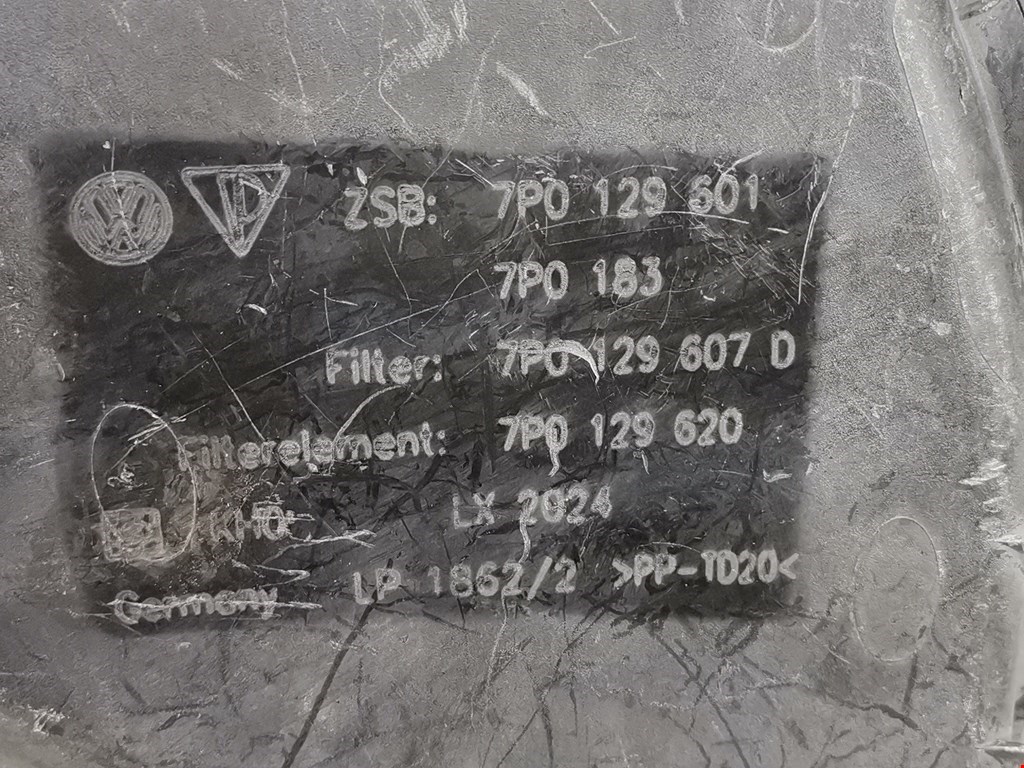 ZSB: 7P0 129 601
7P0 183
Filter: 7P0 129 607 D
Filterelement: 7P0 129 620
LX 2024
LP 1862/2 >PP-TD20<
Germany